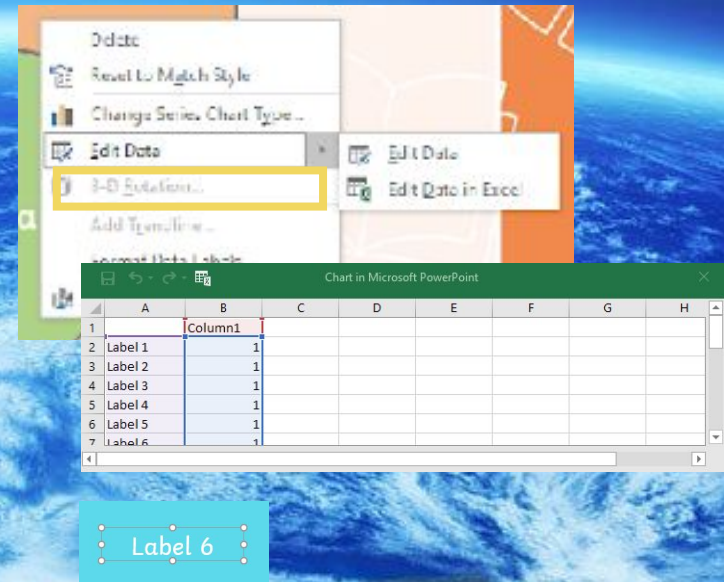 Delete
Reset to Match Style
Change Series Chart Type...
Edit Data
Edit Data
3-D Rotation...
Edit Data in Excel
Add Trendline...
Format Data Labels
a
Chart in Microsoft PowerPoint
A B C D E F G H
1 Column1
2 Label 1 1
3 Label 2 1
4 Label 3 1
5 Label 4 1
6 Label 5 1
7 Label 6 1
Label 6